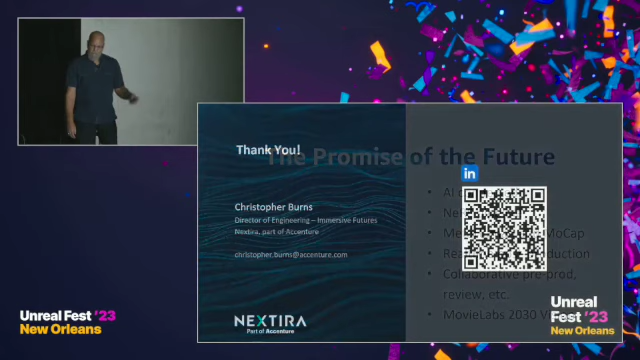 Thank You!
The Promise of the Future
in
Christopher Burns
Director of Engineering – Immersive Futures
Nextira, part of Accenture
christopher.burns@accenture.com
AI
MoCap
Collaborative pre-prod,
review, etc.
MovieLabs 2030
NEXTIRA
Part of Accenture
Unreal Fest '23
New Orleans
Unreal
Fest '23
New Orleans